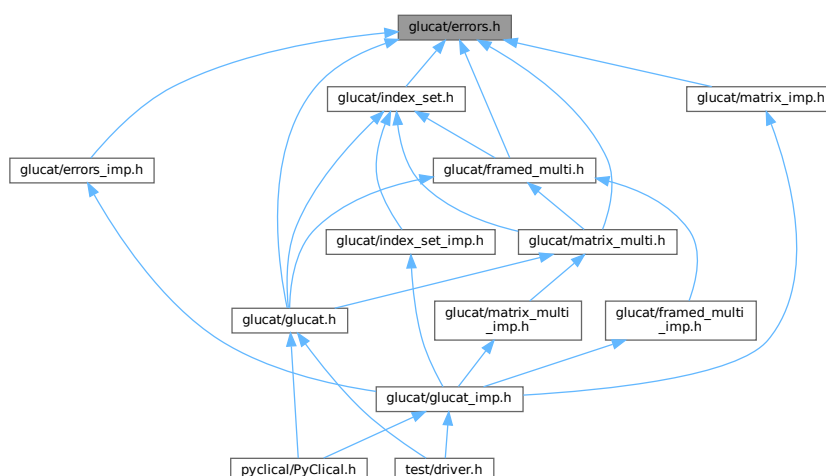 glucat/errors.h
glucat/index_set.h
glucat/matrix_imp.h
glucat/errors_imp.h
glucat/framed_multi.h
glucat/index_set_imp.h
glucat/matrix_multi.h
glucat/glucat.h
glucat/matrix_multi
_imp.h
glucat/framed_multi
_imp.h
glucat/glucat_imp.h
pyclical/PyClical.h
test/driver.h